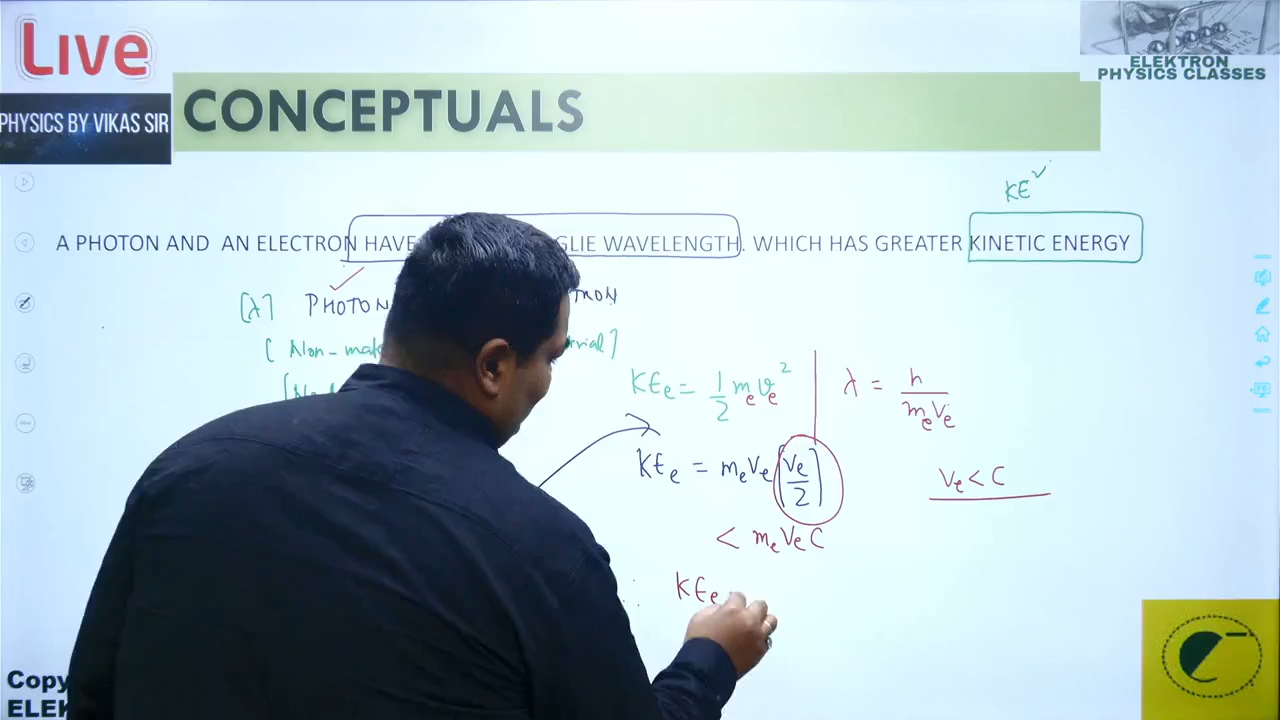 Live
ELEKTRON
PHYSICS CLASSES
PHYSICS BY VIKAS SIR
CONCEPTUALS
KE
A PHOTON AND AN ELECTRON HAVE GLIE WAVELENGTH. WHICH HAS GREATER KINETIC ENERGY
[λ] PHOTON TRON
[ Non-mate rial]
KEe = 1/2 meve² λ = h/meVe
KEe = meVe[Ve/2] Ve < C
< meVeC
∴ KEe
Copy
ELEK